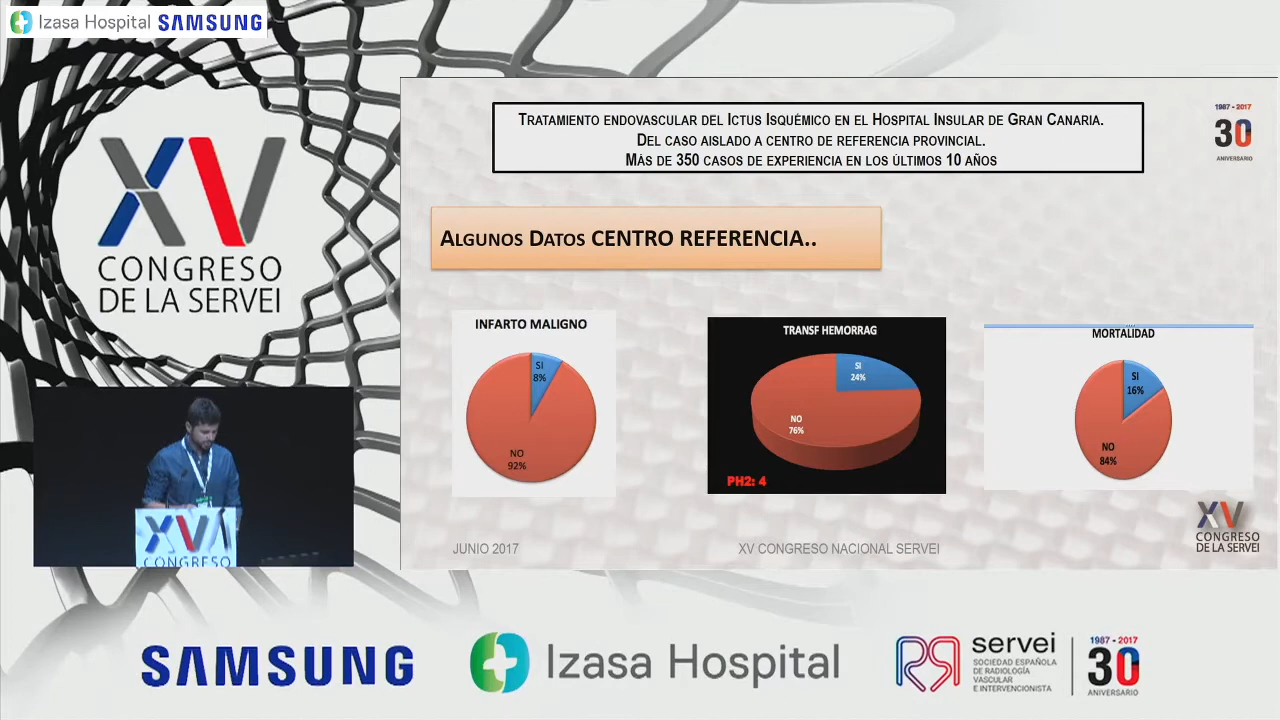 Izasa Hospital SAMSUNG
XV
CONGRESO
DE LA SERVEI
TRATAMIENTO ENDOVASCULAR DEL ICTUS ISQUÉMICO EN EL HOSPITAL INSULAR DE GRAN CANARIA.
DEL CASO AISLADO A CENTRO DE REFERENCIA PROVINCIAL.
MÁS DE 350 CASOS DE EXPERIENCIA EN LOS ÚLTIMOS 10 AÑOS
1987 - 2017
30
ANIVERSARIO
ALGUNOS DATOS CENTRO REFERENCIA..
INFARTO MALIGNO
SI
8%
NO
92%
TRANSF HEMORRAG
SI
24%
NO
76%
PH2: 4
MORTALIDAD
SI
16%
NO
84%
JUNIO 2017
XV CONGRESO NACIONAL SERVEI
XV
CONGRESO
DE LA SERVEI
XV
CONGRESO
SAMSUNG
Izasa Hospital
servei
SOCIEDAD ESPAÑOLA
DE RADIOLOGÍA
VASCULAR
E INTERVENCIONISTA
1987 - 2017
30
ANIVERSARIO